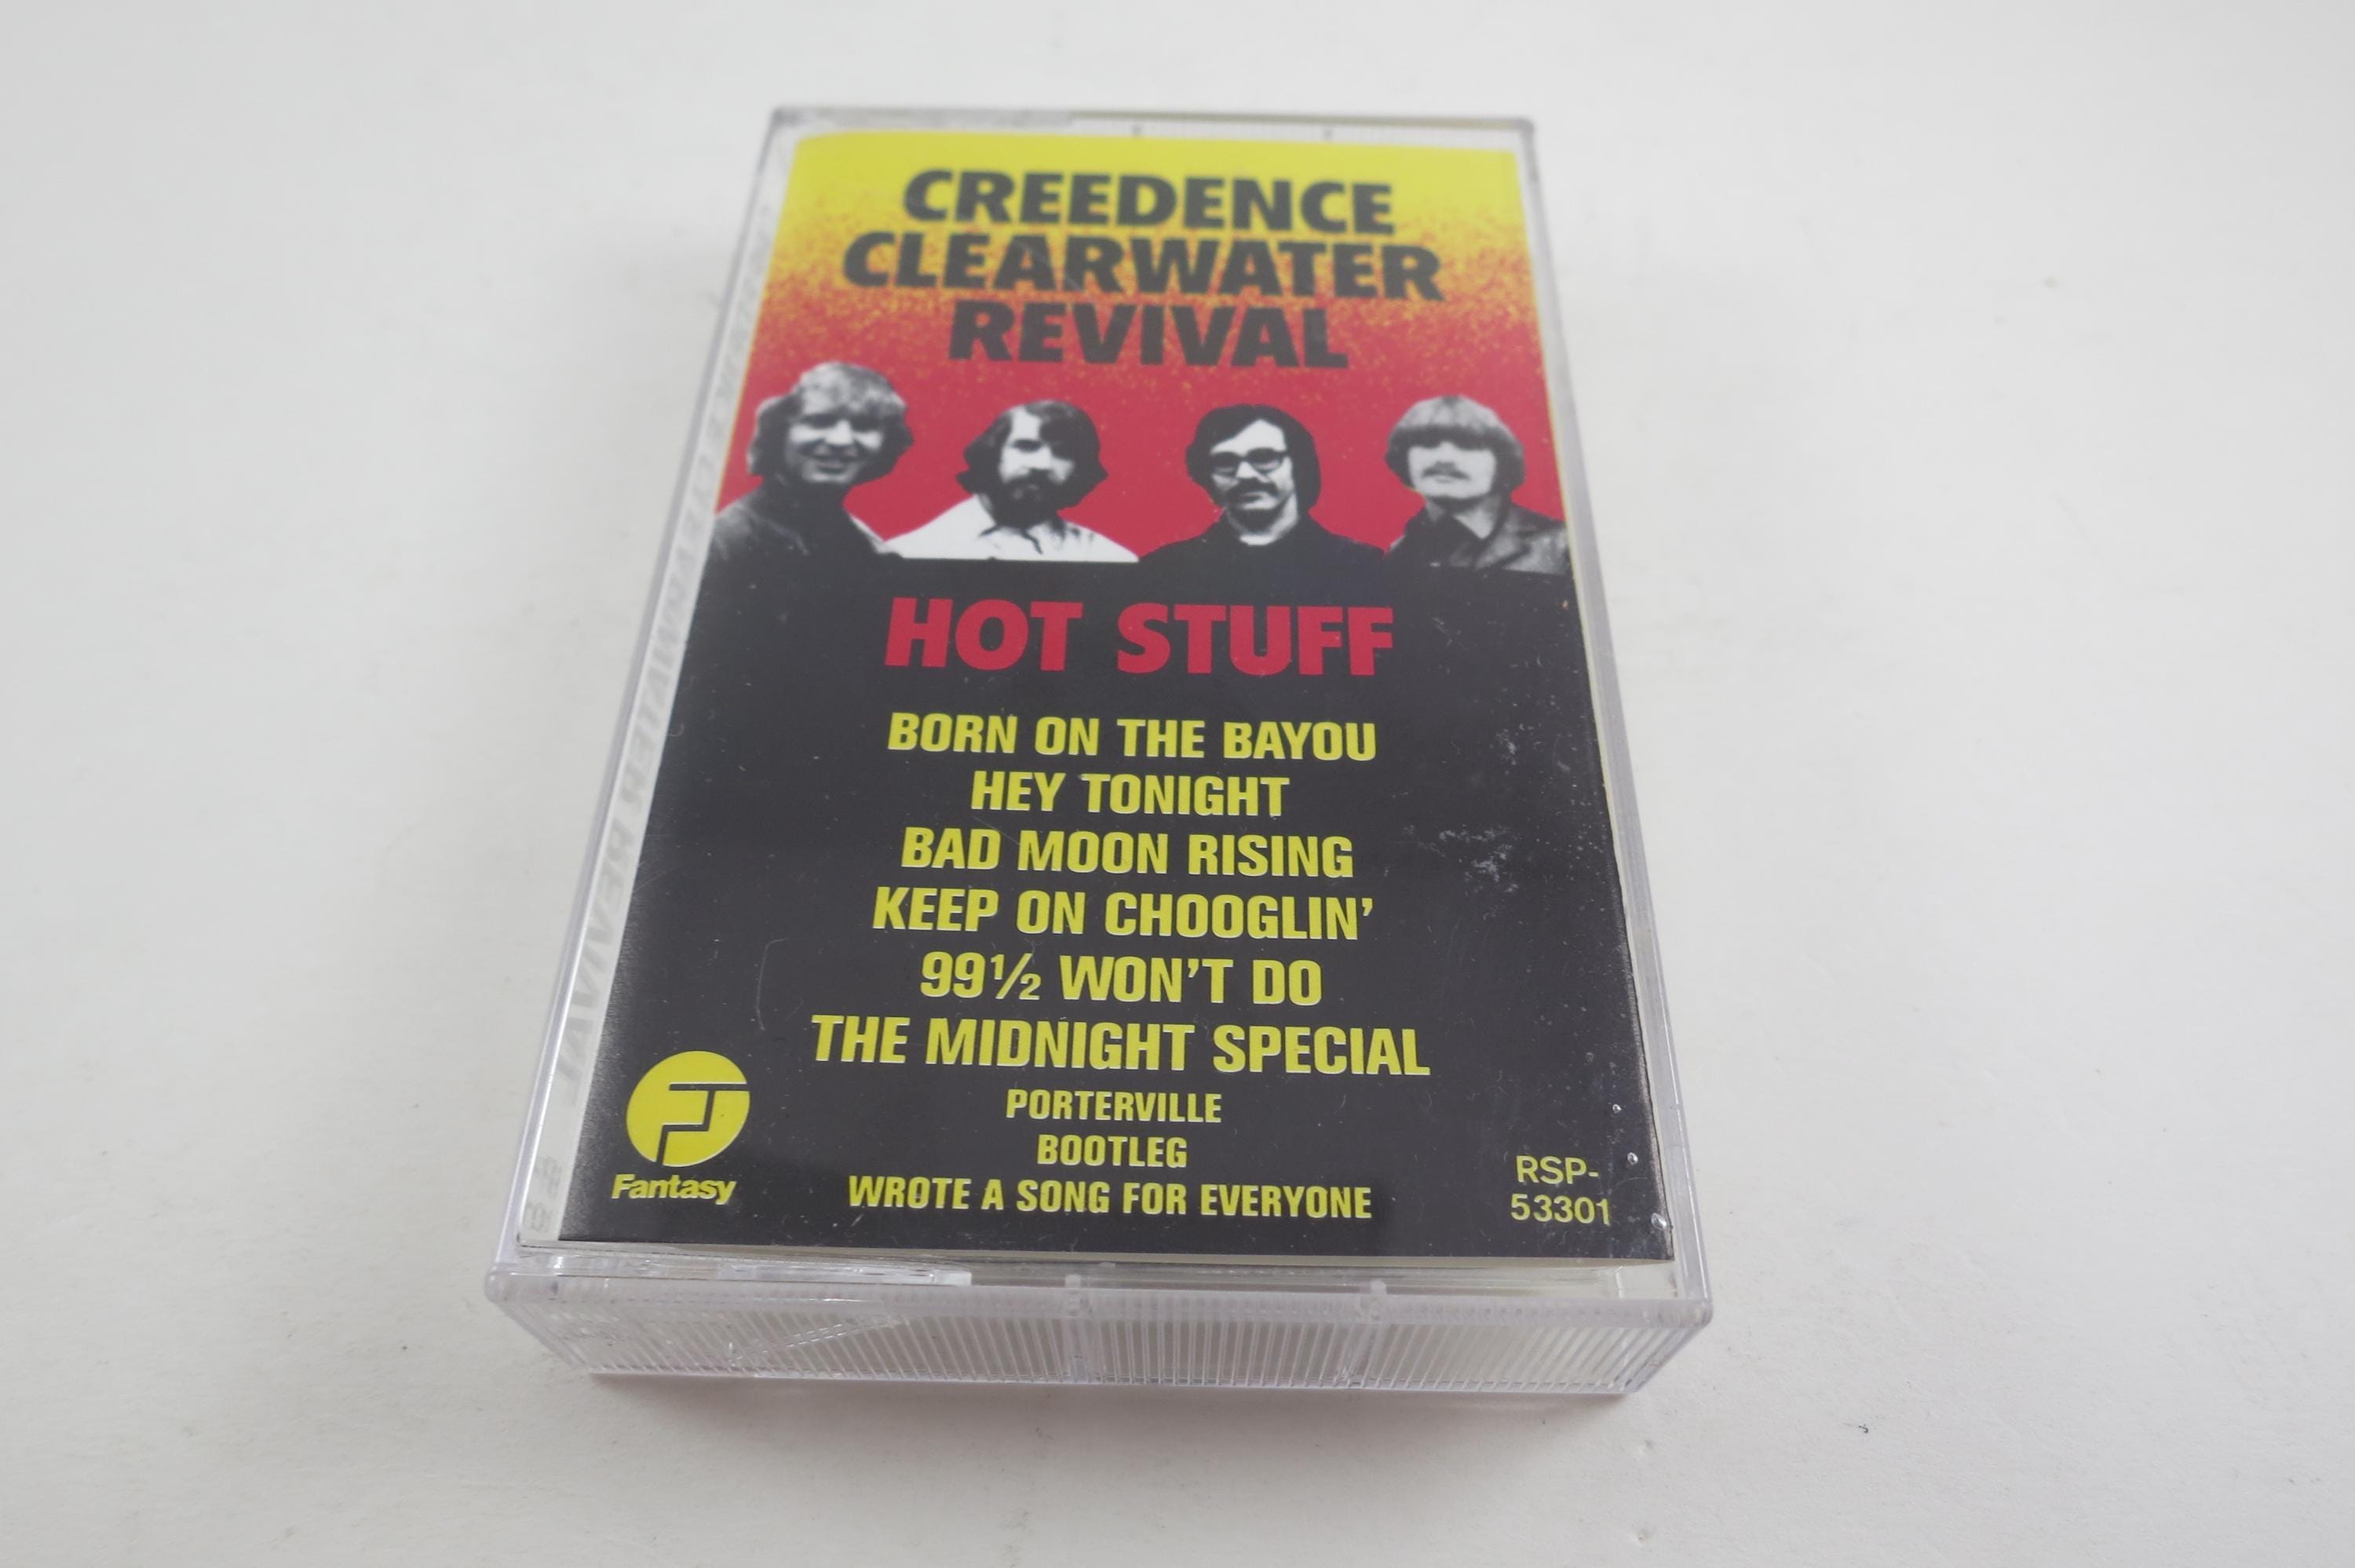 CREEDENCE
CLEARWATER
REVIVAL
HOT STUFF
BORN ON THE BAYOU
HEY TONIGHT
BAD MOON RISING
KEEP ON CHOOGLIN'
99½ WON'T DO
THE MIDNIGHT SPECIAL
PORTERVILLE
BOOTLEG
WROTE A SONG FOR EVERYONE
Fantasy
RSP-
53301